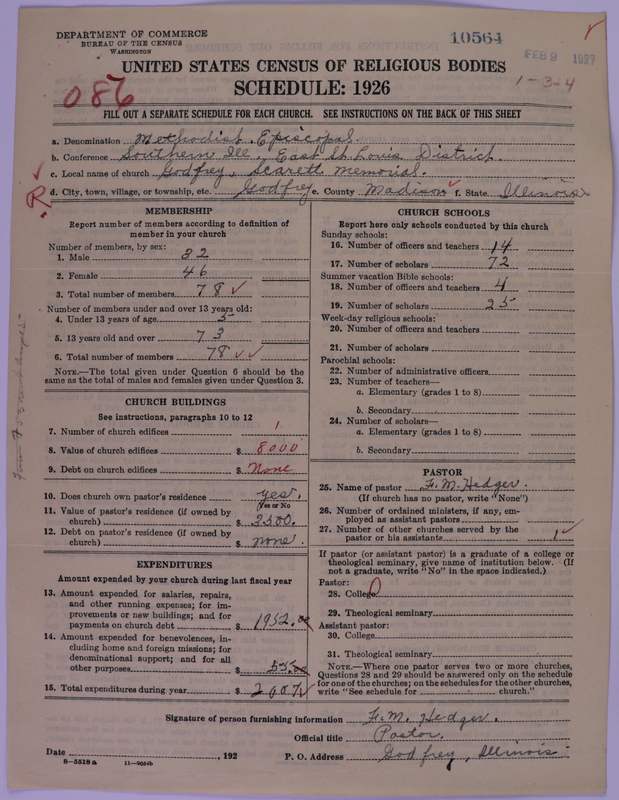 DEPARTMENT OF COMMERCE
BUREAU OF THE CENSUS
WASHINGTON
10564
FEB 9 1927
UNITED STATES CENSUS OF RELIGIOUS BODIES
1-3-4
SCHEDULE: 1926
086
FILL OUT A SEPARATE SCHEDULE FOR EACH CHURCH. SEE INSTRUCTIONS ON THE BACK OF THIS SHEET
a. Denomination Methodist Episcopal.
b. Conference Southern Ill., East St. Louis District.
c. Local name of church Godfrey, Scarett Memorial.
R. d. City, town, village, or township, etc. Godfrey e. County Madison f. State Illinois
MEMBERSHIP
Report number of members according to definition of
member in your church
Number of members, by sex:
1. Male 32
2. Female 46
3. Total number of members 78
Number of members under and over 13 years old:
4. Under 13 years of age 5
5. 13 years old and over 73
6. Total number of members 78
NOTE.—The total given under Question 6 should be
same as the total of males and females given under Question 3.
CHURCH BUILDINGS
See instructions, paragraphs 10 to 12
7. Number of church edifices 1
8. Value of church edifices $ 8000
9. Debt on church edifices $ None
10. Does church own pastor's residence yes.
(Yes or No
11. Value of pastor's residence (if owned by
church) $ 3500.
12. Debt on pastor's residence (if owned by
church) $ none.
EXPENDITURES
Amount expended by your church during last fiscal year
13. Amount expended for salaries, repairs,
and other running expenses; for im-
provements or new buildings; and for
payments on church debt $ 1952.00
14. Amount expended for benevolences, in-
cluding home and foreign missions; for
denominational support; and for all
other purposes $ 55.00
15. Total expenditures during year $ 2007
CHURCH SCHOOLS
Report here only schools conducted by this church
Sunday schools:
16. Number of officers and teachers 14
17. Number of scholars 72
Summer vacation Bible schools:
18. Number of officers and teachers 4
19. Number of scholars 25
Week-day religious schools:
20. Number of officers and teachers
21. Number of scholars
Parochial schools:
22. Number of administrative officers
23. Number of teachers—
a. Elementary (grades 1 to 8)
b. Secondary
24. Number of scholars—
a. Elementary (grades 1 to 8)
b. Secondary
PASTOR
25. Name of pastor F. M. Hedger.
(If church has no pastor, write "None")
26. Number of ordained ministers, if any, em-
ployed as assistant pastors
27. Number of other churches served by the
pastor or his assistants 1
If pastor (or assistant pastor) is a graduate of a college or
theological seminary, give name of institution below. (If
not a graduate, write "No" in the space indicated.)
Pastor:
28. College
29. Theological seminary
Assistant pastor:
30. College
31. Theological seminary
NOTE.—Where one pastor serves two or more churches,
Questions 28 and 29 should be answered only on the schedule
for one of the churches; on the schedules for the other churches,
write "See schedule for church."
Signature of person furnishing information F. M. Hedger.
Official title Pastor.
Date , 192 P. O. Address Godfrey, Illinois
8-5518 a 11-9054b